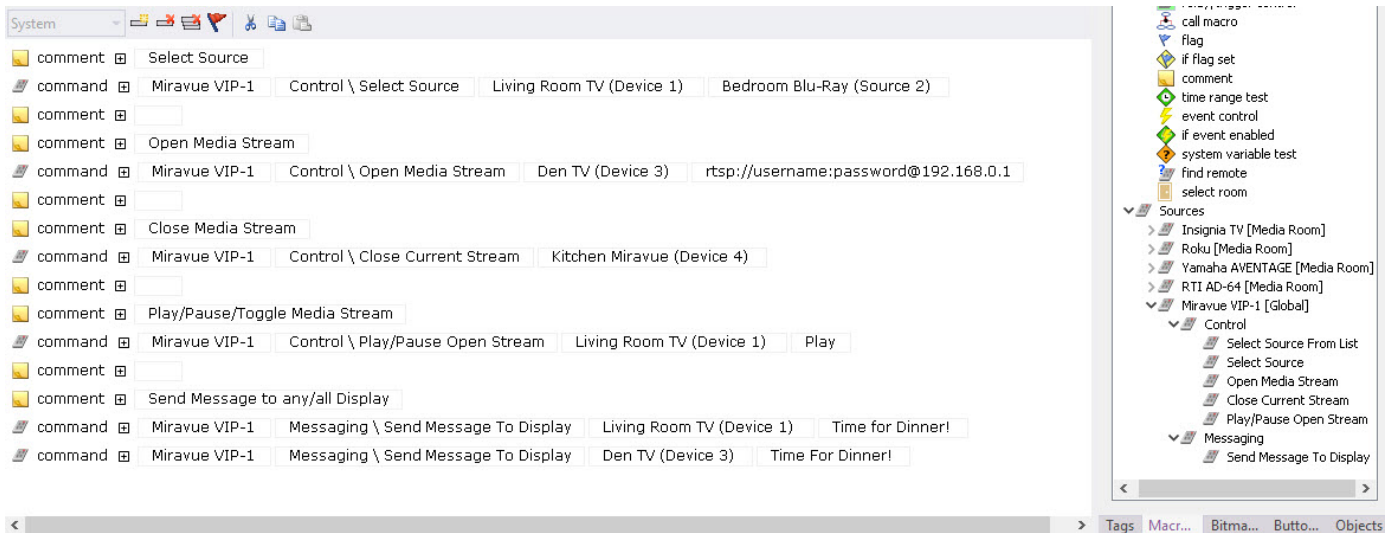 System
comment Select Source
command Miravue VIP-1 Control \ Select Source Living Room TV (Device 1) Bedroom Blu-Ray (Source 2)
comment
comment Open Media Stream
command Miravue VIP-1 Control \ Open Media Stream Den TV (Device 3) rtsp://username:password@192.168.0.1
comment
comment Close Media Stream
command Miravue VIP-1 Control \ Close Current Stream Kitchen Miravue (Device 4)
comment
comment Play/Pause/Toggle Media Stream
command Miravue VIP-1 Control \ Play/Pause Open Stream Living Room TV (Device 1) Play
comment
comment Send Message to any/all Display
command Miravue VIP-1 Messaging \ Send Message To Display Living Room TV (Device 1) Time for Dinner!
command Miravue VIP-1 Messaging \ Send Message To Display Den TV (Device 3) Time For Dinner!
call macro
flag
if flag set
comment
time range test
event control
if event enabled
system variable test
find remote
select room
Sources
Insignia TV [Media Room]
Roku [Media Room]
Yamaha AVENTAGE [Media Room]
RTI AD-64 [Media Room]
Miravue VIP-1 [Global]
Control
Select Source From List
Select Source
Open Media Stream
Close Current Stream
Play/Pause Open Stream
Messaging
Send Message To Display
Tags Macr... Bitma... Butto... Objects